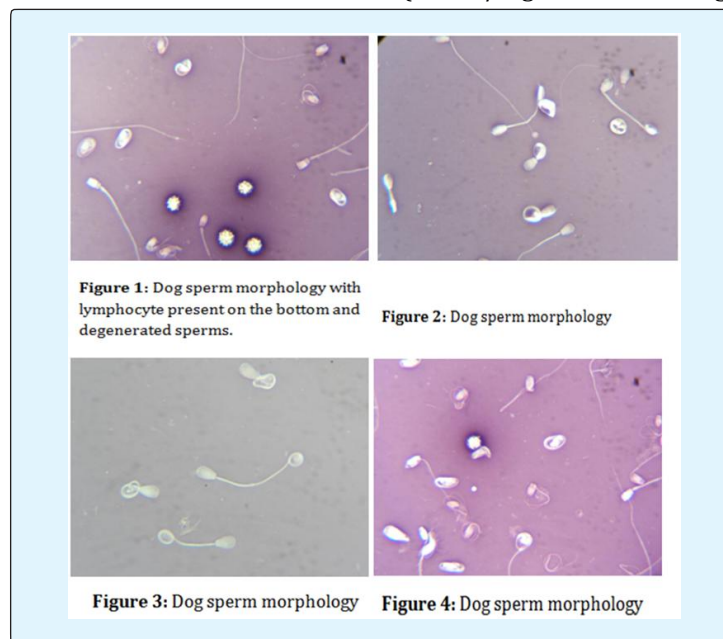 Figure 1: Dog sperm morphology with
lymphocyte present on the bottom and
degenerated sperms.
Figure 2: Dog sperm morphology
Figure 3: Dog sperm morphology
Figure 4: Dog sperm morphology